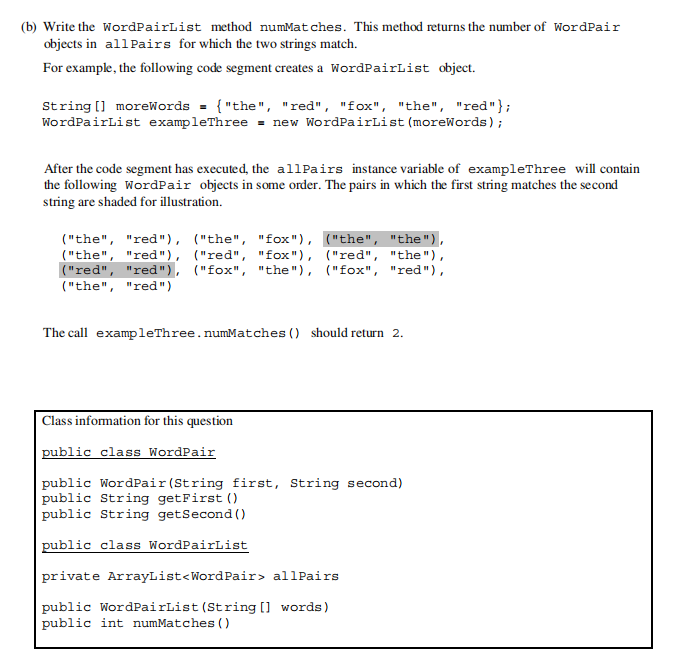 (b) Write the WordPairList method numMatches. This method returns the number of WordPair
objects in allPairs for which the two strings match.
For example, the following code segment creates a WordPairList object.
String[] moreWords = {"the", "red", "fox", "the", "red"};
WordPairList exampleThree = new WordPairList(moreWords);
After the code segment has executed, the allPairs instance variable of exampleThree will contain
the following WordPair objects in some order. The pairs in which the first string matches the second
string are shaded for illustration.
("the", "red"), ("the", "fox"), ("the", "the"),
("the", "red"), ("red", "fox"), ("red", "the"),
("red", "red"), ("fox", "the"), ("fox", "red"),
("the", "red")
The call exampleThree.numMatches() should return 2.
Class information for this question
public class WordPair
public WordPair(String first, String second)
public String getFirst()
public String getSecond()
public class WordPairList
private ArrayList<WordPair> allPairs
public WordPairList(String[] words)
public int numMatches()